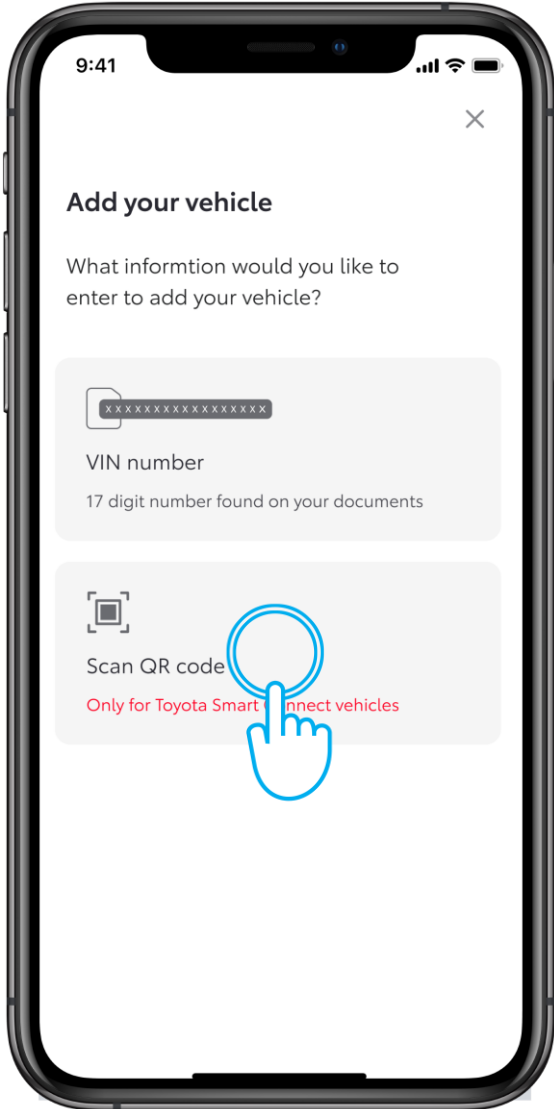 9:41
Add your vehicle
What informtion would you like to
enter to add your vehicle?
x x x x x x x x x x x x x x x x x
VIN number
17 digit number found on your documents
Scan QR code
Only for Toyota Smart Connect vehicles